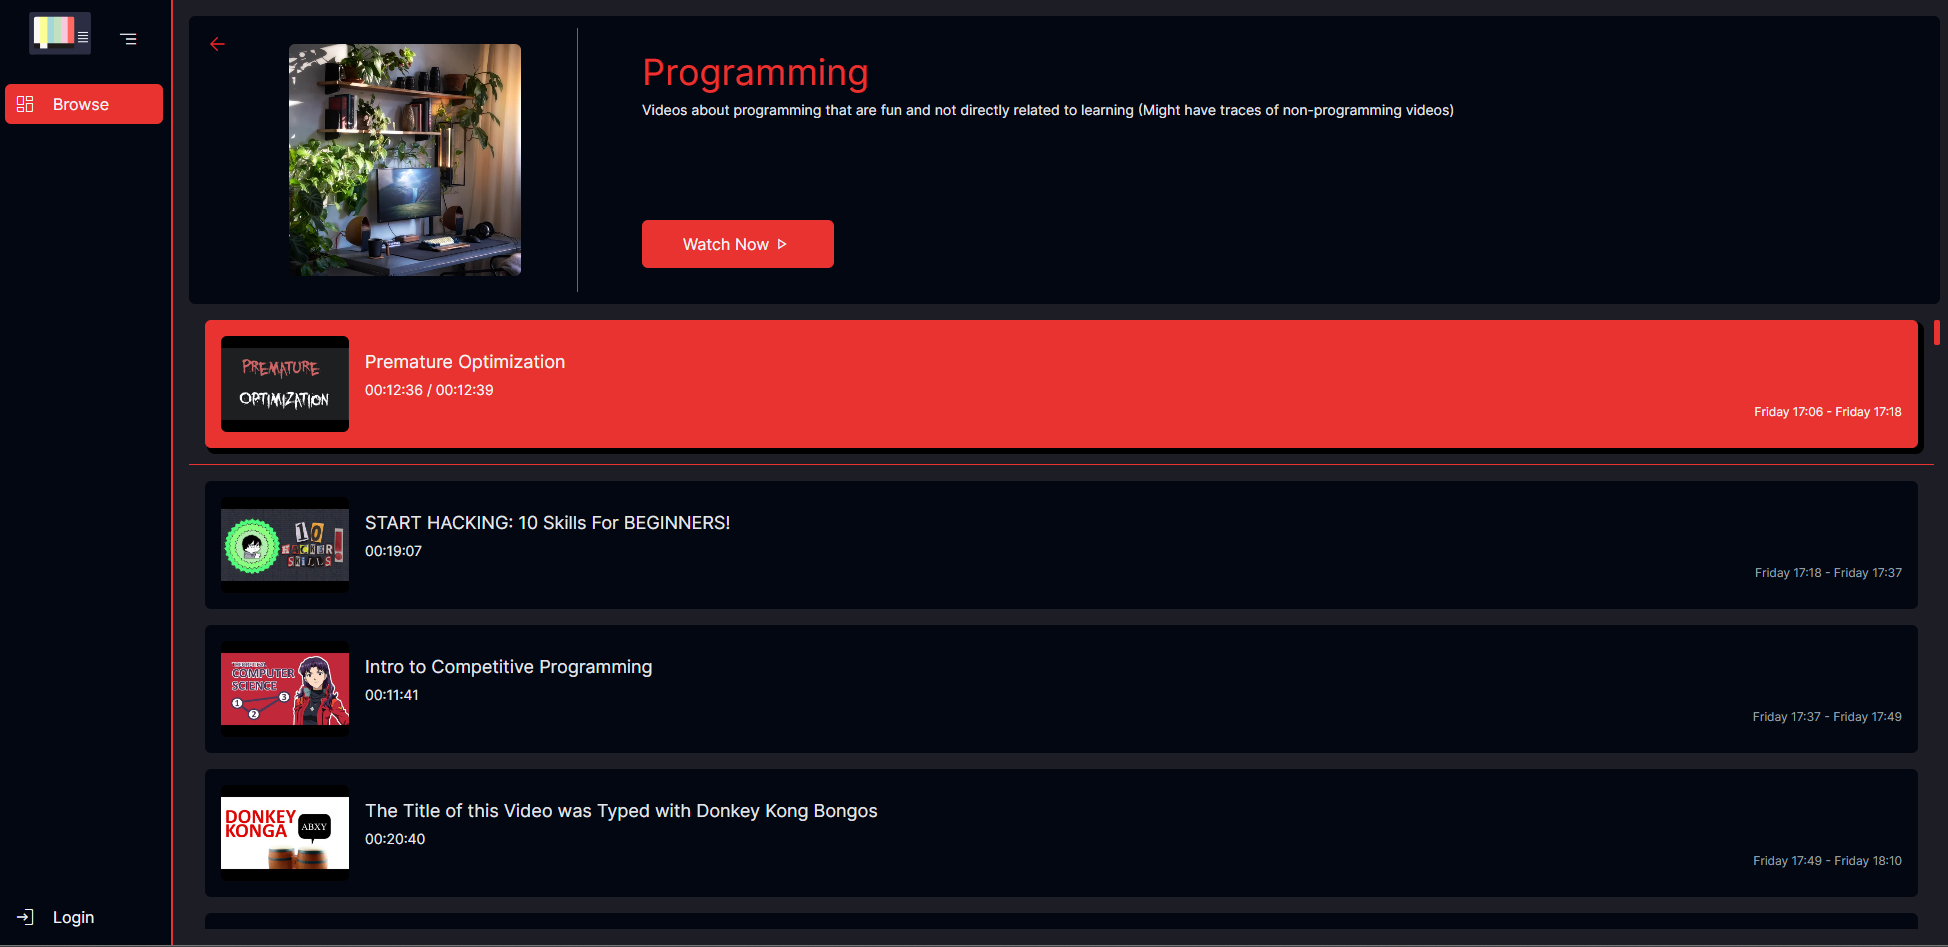 Browse
Programming
Videos about programming that are fun and not directly related to learning (Might have traces of non-programming videos)
Watch Now
PREMATURE
OPTIMIZATION
Premature Optimization
00:12:36 / 00:12:39
Friday 17:06 - Friday 17:18
10
HACKER
SKILLS!
START HACKING: 10 Skills For BEGINNERS!
00:19:07
Friday 17:18 - Friday 17:37
COMPUTER
SCIENCE
1
2
3
Intro to Competitive Programming
00:11:41
Friday 17:37 - Friday 17:49
DONKEY
KONGA
ABXY
The Title of this Video was Typed with Donkey Kong Bongos
00:20:40
Friday 17:49 - Friday 18:10
Login